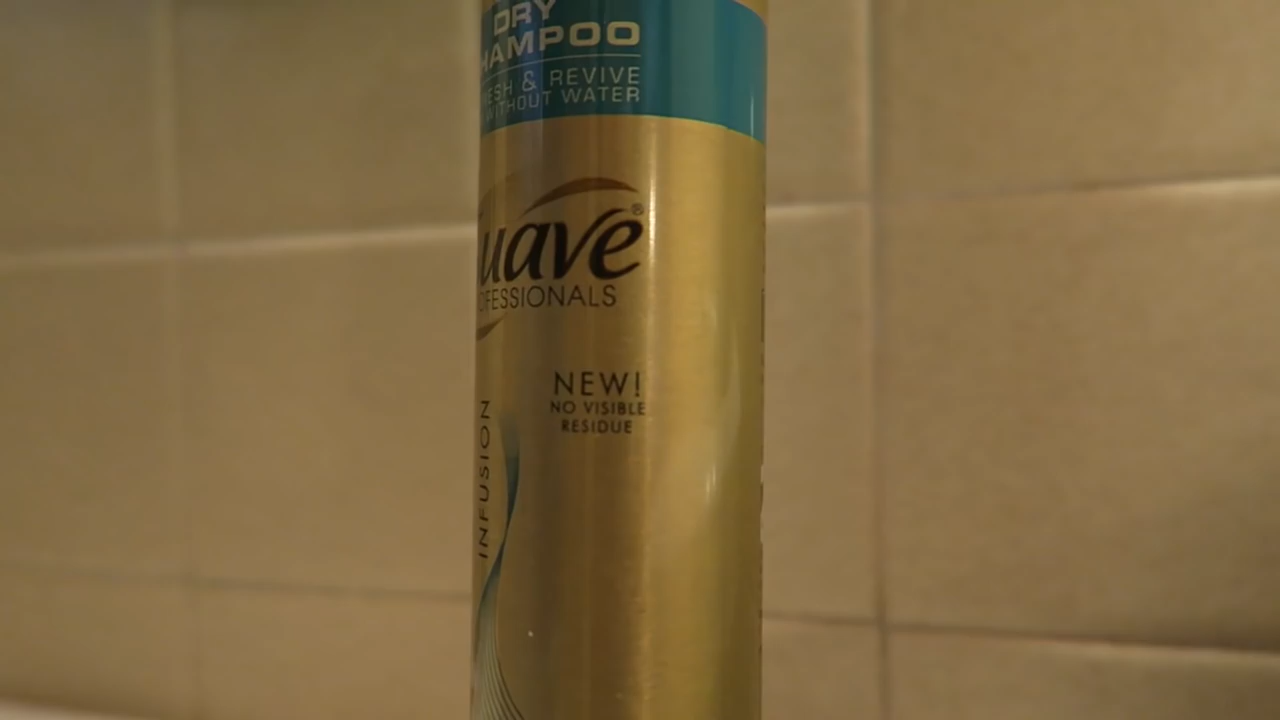 DRY
HAMPOO
ESH & REVIVE
WITHOUT WATER
uave®
OFESSIONALS
NEW!
NO VISIBLE
RESIDUE
INFUSION